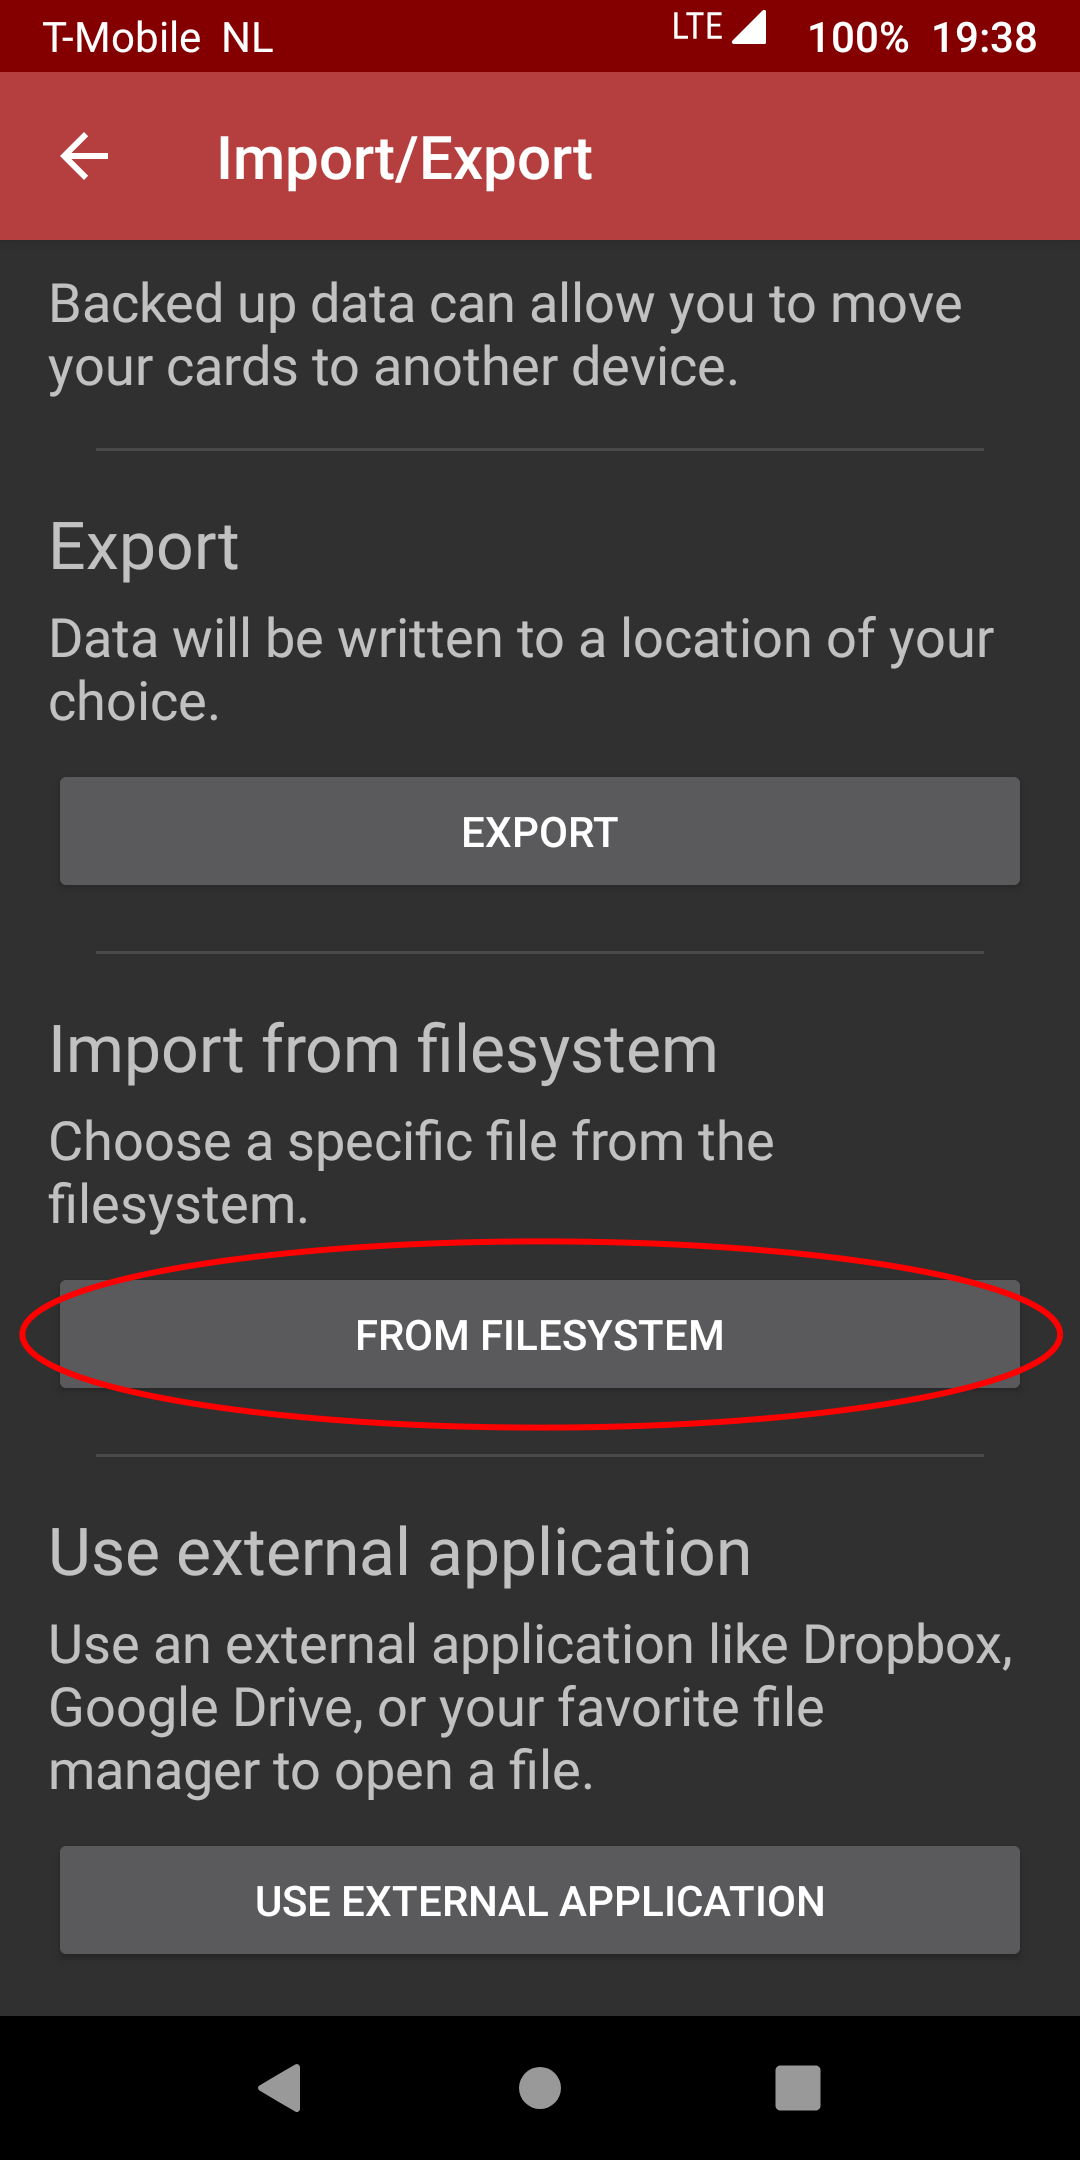 T-Mobile NL LTE 100% 19:38
Import/Export
Backed up data can allow you to move
your cards to another device.
Export
Data will be written to a location of your
choice.
EXPORT
Import from filesystem
Choose a specific file from the
filesystem.
FROM FILESYSTEM
Use external application
Use an external application like Dropbox,
Google Drive, or your favorite file
manager to open a file.
USE EXTERNAL APPLICATION